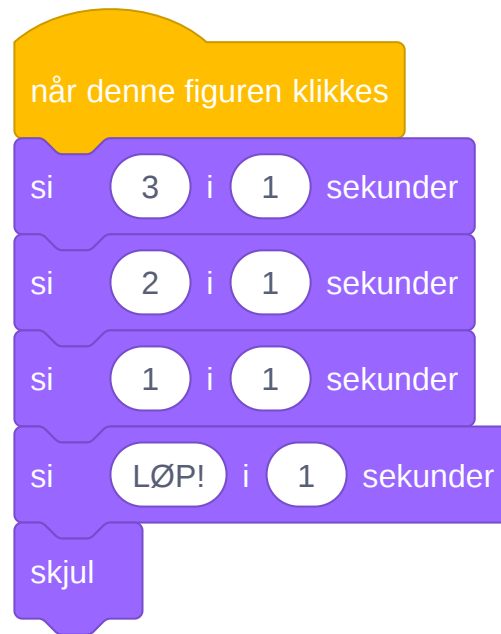 når denne figuren klikkes
si 3 i 1 sekunder
si 2 i 1 sekunder
si 1 i 1 sekunder
si LØP! i 1 sekunder
skjul